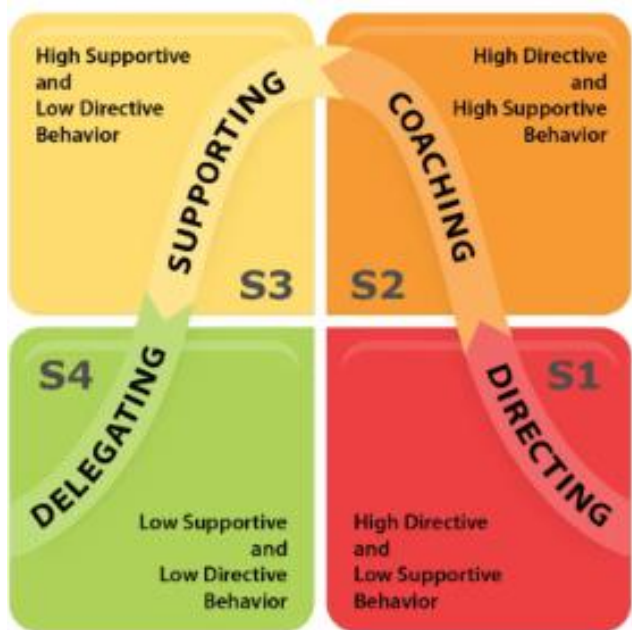 High Supportive
and
Low Directive
Behavior
SUPPORTING
S3
High Directive
and
High Supportive
Behavior
COACHING
S2
S4
DELEGATING
Low Supportive
and
Low Directive
Behavior
S1
DIRECTING
High Directive
and
Low Supportive
Behavior